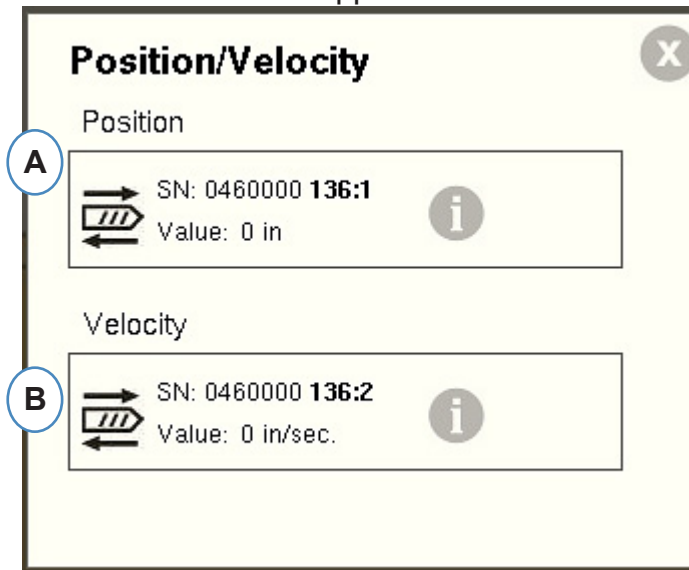 Position/Velocity
X
Position
A
SN: 0460000 136:1
i
Value: 0 in
Velocity
B
SN: 0460000 136:2
i
Value: 0 in/sec.